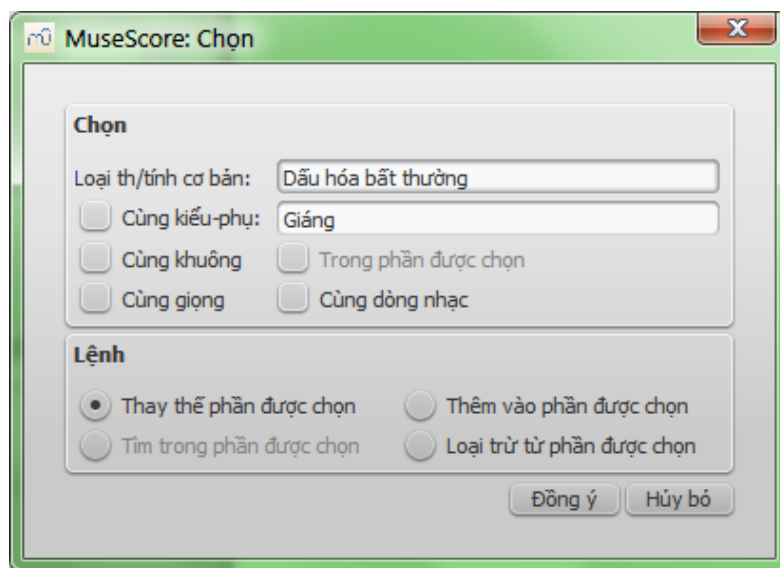 MuseScore: Chọn
Chọn
Loại th/tính cơ bản: Dấu hóa bất thường
Cùng kiểu-phụ: Giáng
Cùng khuông Trong phần được chọn
Cùng giọng Cùng dòng nhạc
Lệnh
Thay thế phần được chọn Thêm vào phần được chọn
Tìm trong phần được chọn Loại trừ từ phần được chọn
Đồng ý Hủy bỏ